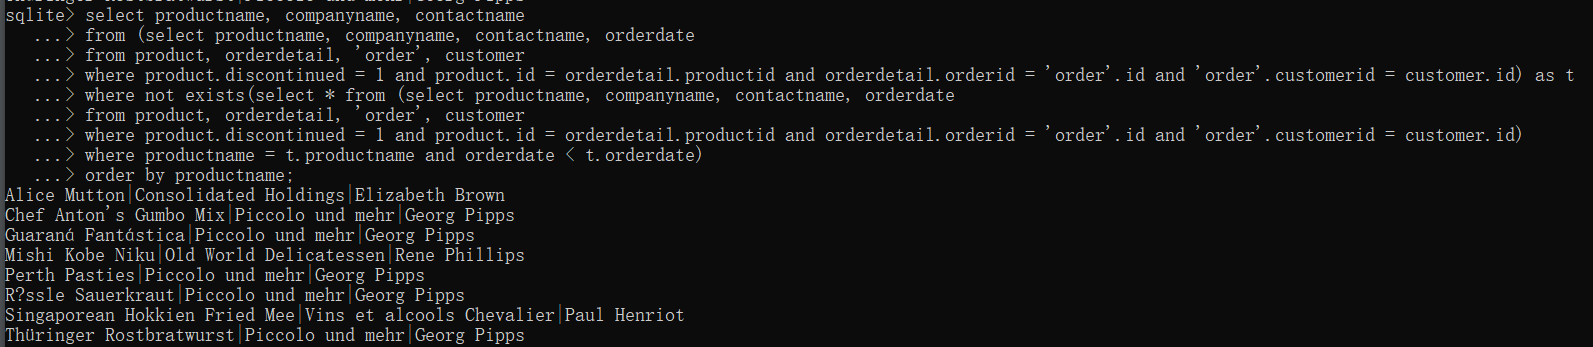 sqlite> select productname, companyname, contactname
...> from (select productname, companyname, contactname, orderdate
...> from product, orderdetail, 'order', customer
...> where product.discontinued = 1 and product.id = orderdetail.productid and orderdetail.orderid = 'order'.id and 'order'.customerid = customer.id) as t
...> where not exists(select * from (select productname, companyname, contactname, orderdate
...> from product, orderdetail, 'order', customer
...> where product.discontinued = 1 and product.id = orderdetail.productid and orderdetail.orderid = 'order'.id and 'order'.customerid = customer.id)
...> where productname = t.productname and orderdate < t.orderdate)
...> order by productname;
Alice Mutton|Consolidated Holdings|Elizabeth Brown
Chef Anton's Gumbo Mix|Piccolo und mehr|Georg Pipps
Guaraná Fantástica|Piccolo und mehr|Georg Pipps
Mishi Kobe Niku|Old World Delicatessen|Rene Phillips
Perth Pasties|Piccolo und mehr|Georg Pipps
R?ssle Sauerkraut|Piccolo und mehr|Georg Pipps
Singaporean Hokkien Fried Mee|Vins et alcools Chevalier|Paul Henriot
Thüringer Rostbratwurst|Piccolo und mehr|Georg Pipps